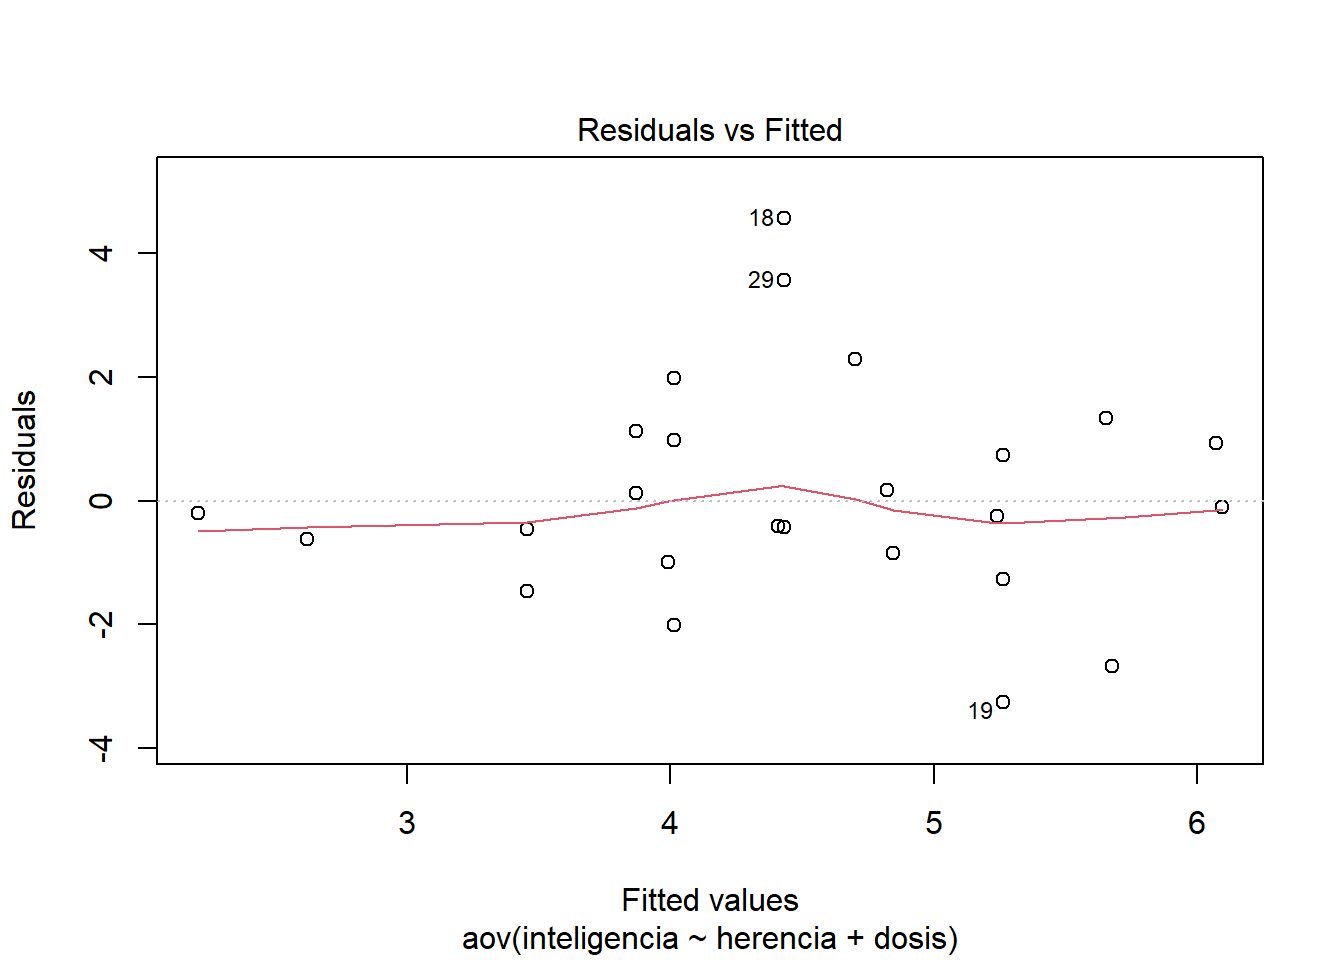 Residuals vs Fitted
Residuals
4
2
0
-2
-4
18
29
19
3 4 5 6
Fitted values
aov(inteligencia ~ herencia + dosis)